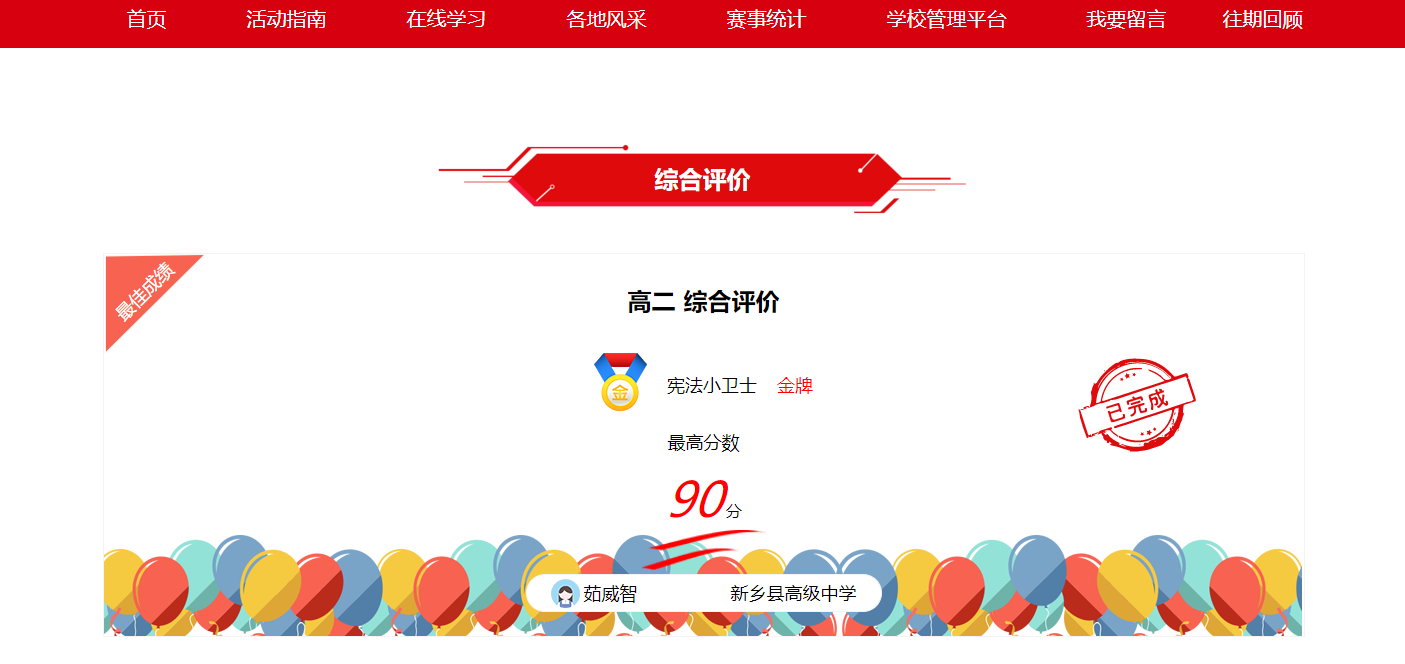 首页 活动指南 在线学习 各地风采 赛事统计 学校管理平台 我要留言 往期回顾
综合评价
最佳成绩
高二 综合评价
金
宪法小卫士 金牌
已完成
最高分数
90分
茹威智 新乡县高级中学